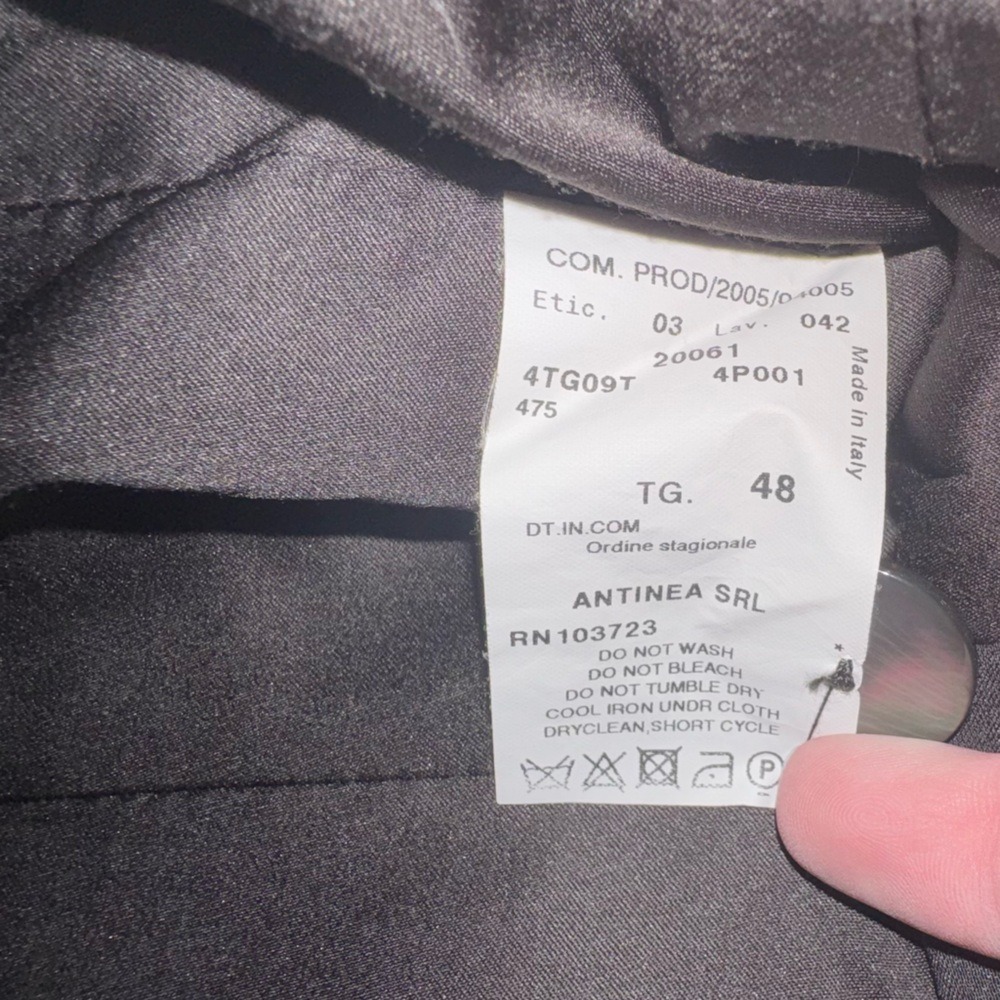 COM. PROD/2005/
Etic. 03 Lav. 042
20061
4TG09T 4P001
475
Made in Italy
TG. 48
DT.IN.COM
Ordine stagionale
ANTINEA SRL
RN103723
*
DO NOT WASH
DO NOT BLEACH
DO NOT TUMBLE DRY
COOL IRON UNDR CLOTH
DRYCLEAN,SHORT CYCLE
P